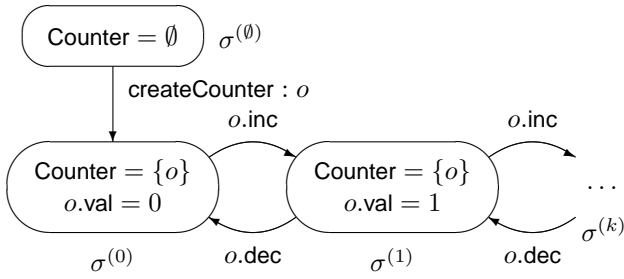 Counter = ∅
σ^(∅)
createCounter : o
o.inc
o.inc
Counter = {o}
o.val = 0
Counter = {o}
o.val = 1
...
σ^(k)
σ^(0)
o.dec
σ^(1)
o.dec